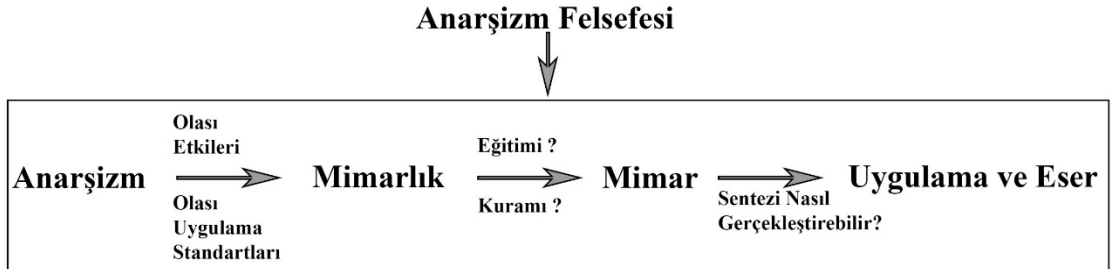 Anarşizm Felsefesi
Olası
Etkileri
Eğitimi ?
Anarşizm
Mimarlık
Mimar
Uygulama ve Eser
Olası
Uygulama
Standartları
Kuramı ?
Sentezi Nasıl
Gerçekleştirebilir?